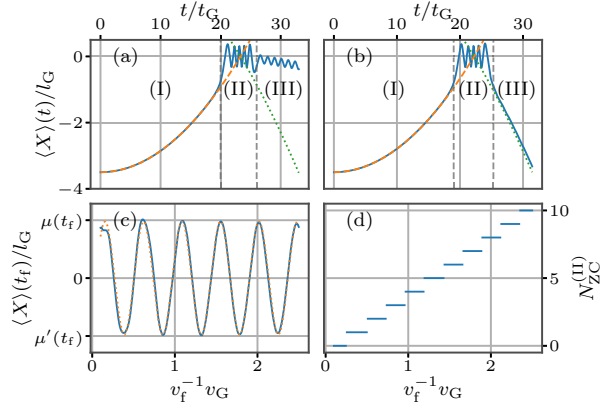 t/t_G t/t_G
0 10 20 30 0 10 20 30
(a) (b)
0
(I) (II) (III) (I) (II) (III)
−2
−4
⟨X⟩(t)/l_G
(c) (d)
μ(t_f)
0
μ′(t_f)
⟨X⟩(t_f)/l_G
10
5
0
N_ZC^(II)
0 1 2 0 1 2
v_f^−1 v_G v_f^−1 v_G